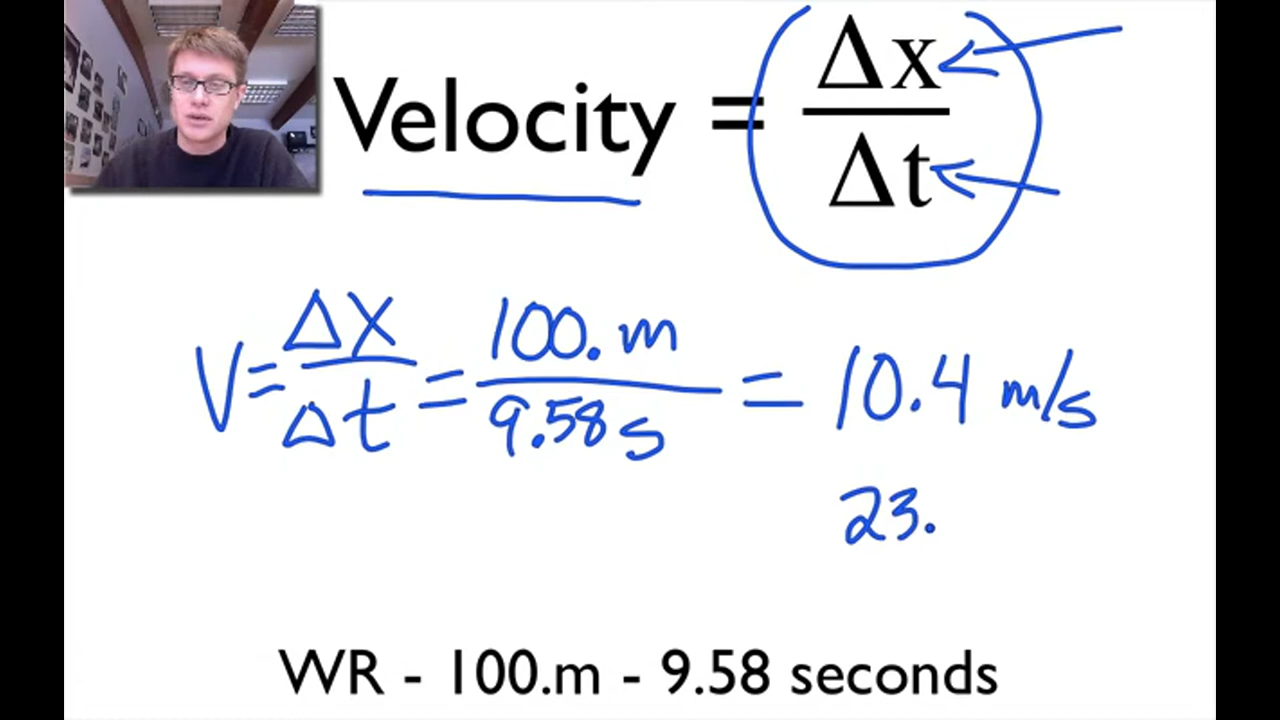 Velocity = Δx/Δt
V = ΔX/Δt = 100. m/9.58 s = 10.4 m/s
23.
WR - 100.m - 9.58 seconds